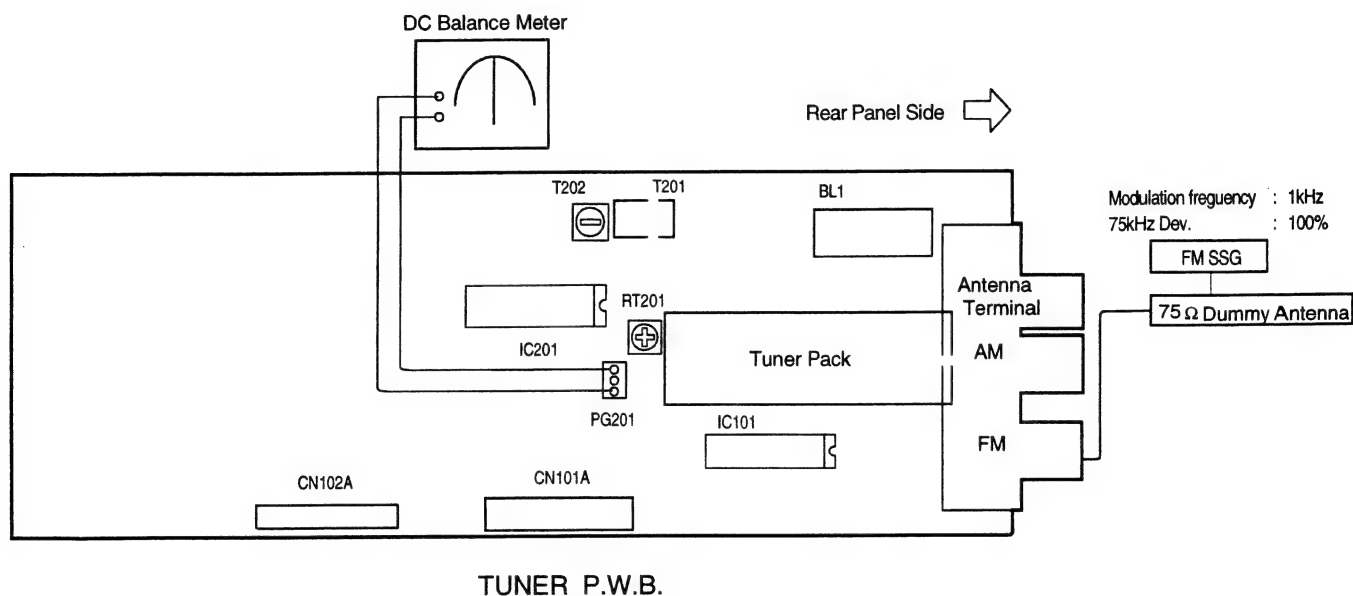 DC Balance Meter
Rear Panel Side
T202
T201
BL1
Modulation freguency : 1kHz
75kHz Dev. : 100%
FM SSG
Antenna
Terminal
75 Ω Dummy Antenna
RT201
IC201
Tuner Pack
AM
PG201
IC101
FM
CN102A
CN101A
TUNER P.W.B.